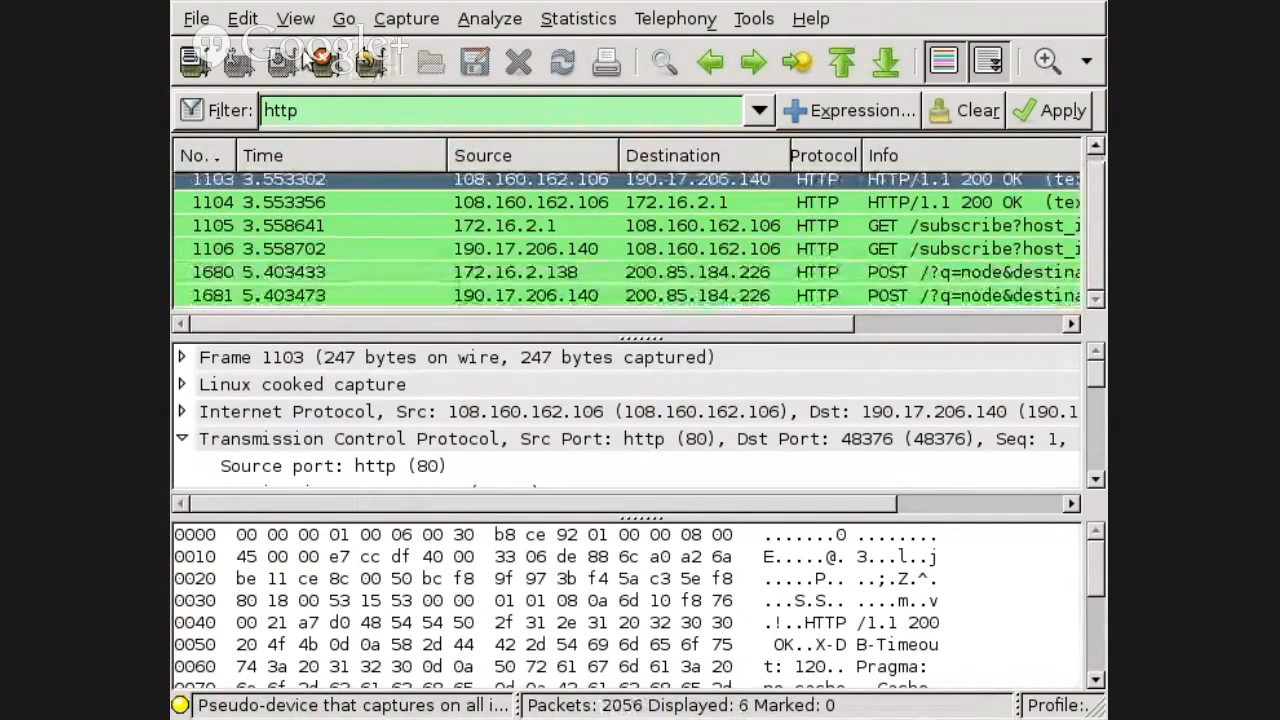 File Edit View Go Capture Analyze Statistics Telephony Tools Help
Google+
Filter: http Expression... Clear Apply
No. . Time Source Destination Protocol Info
1103 3.553302 108.160.162.106 190.17.206.140 HTTP HTTP/1.1 200 OK (te
1104 3.553356 108.160.162.106 172.16.2.1 HTTP HTTP/1.1 200 OK (te
1105 3.558641 172.16.2.1 108.160.162.106 HTTP GET /subscribe?host_i
1106 3.558702 190.17.206.140 108.160.162.106 HTTP GET /subscribe?host_i
1680 5.403433 172.16.2.138 200.85.184.226 HTTP POST /?q=node&destina
1681 5.403473 190.17.206.140 200.85.184.226 HTTP POST /?q=node&destina
Frame 1103 (247 bytes on wire, 247 bytes captured)
Linux cooked capture
Internet Protocol, Src: 108.160.162.106 (108.160.162.106), Dst: 190.17.206.140 (190.1
Transmission Control Protocol, Src Port: http (80), Dst Port: 48376 (48376), Seq: 1,
Source port: http (80)
0000 00 00 00 01 00 06 00 30 b8 ce 92 01 00 00 08 00 .......0 ........
0010 45 00 00 e7 cc df 40 00 33 06 de 88 6c a0 a2 6a E.....@. 3...l..j
0020 be 11 ce 8c 00 50 bc f8 9f 97 3b f4 5a c3 5e f8 .....P.. ..;.Z.^.
0030 80 18 00 53 15 53 00 00 01 01 08 0a 6d 10 f8 76 ...S.S.. ....m..v
0040 00 21 a7 d0 48 54 54 50 2f 31 2e 31 20 32 30 30 .!..HTTP /1.1 200
0050 20 4f 4b 0d 0a 58 2d 44 42 2d 54 69 6d 65 6f 75 OK..X-D B-Timeou
0060 74 3a 20 31 32 30 0d 0a 50 72 61 67 6d 61 3a 20 t: 120.. Pragma:
Pseudo-device that captures on all i... Packets: 2056 Displayed: 6 Marked: 0 Profile:.